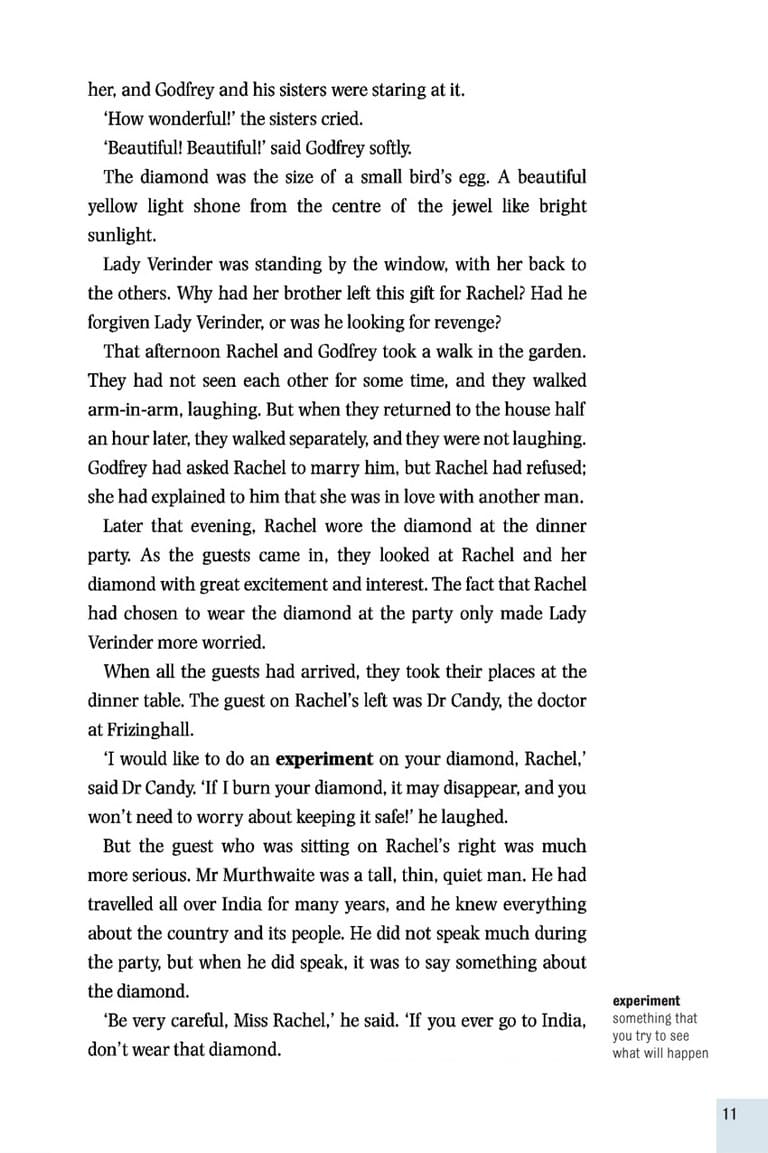 her, and Godfrey and his sisters were staring at it.
‘How wonderful!’ the sisters cried.
‘Beautiful! Beautiful!’ said Godfrey softly.
The diamond was the size of a small bird’s egg. A beautiful
yellow light shone from the centre of the jewel like bright
sunlight.
Lady Verinder was standing by the window, with her back to
the others. Why had her brother left this gift for Rachel? Had he
forgiven Lady Verinder, or was he looking for revenge?
That afternoon Rachel and Godfrey took a walk in the garden.
They had not seen each other for some time, and they walked
arm-in-arm, laughing. But when they returned to the house half
an hour later, they walked separately, and they were not laughing.
Godfrey had asked Rachel to marry him, but Rachel had refused;
she had explained to him that she was in love with another man.
Later that evening, Rachel wore the diamond at the dinner
party. As the guests came in, they looked at Rachel and her
diamond with great excitement and interest. The fact that Rachel
had chosen to wear the diamond at the party only made Lady
Verinder more worried.
When all the guests had arrived, they took their places at the
dinner table. The guest on Rachel’s left was Dr Candy, the doctor
at Frizinghall.
‘I would like to do an experiment on your diamond, Rachel,’
said Dr Candy. ‘If I burn your diamond, it may disappear, and you
won’t need to worry about keeping it safe!’ he laughed.
But the guest who was sitting on Rachel’s right was much
more serious. Mr Murthwaite was a tall, thin, quiet man. He had
travelled all over India for many years, and he knew everything
about the country and its people. He did not speak much during
the party, but when he did speak, it was to say something about
the diamond.
‘Be very careful, Miss Rachel,’ he said. ‘If you ever go to India,
don’t wear that diamond.
experiment
something that
you try to see
what will happen
11